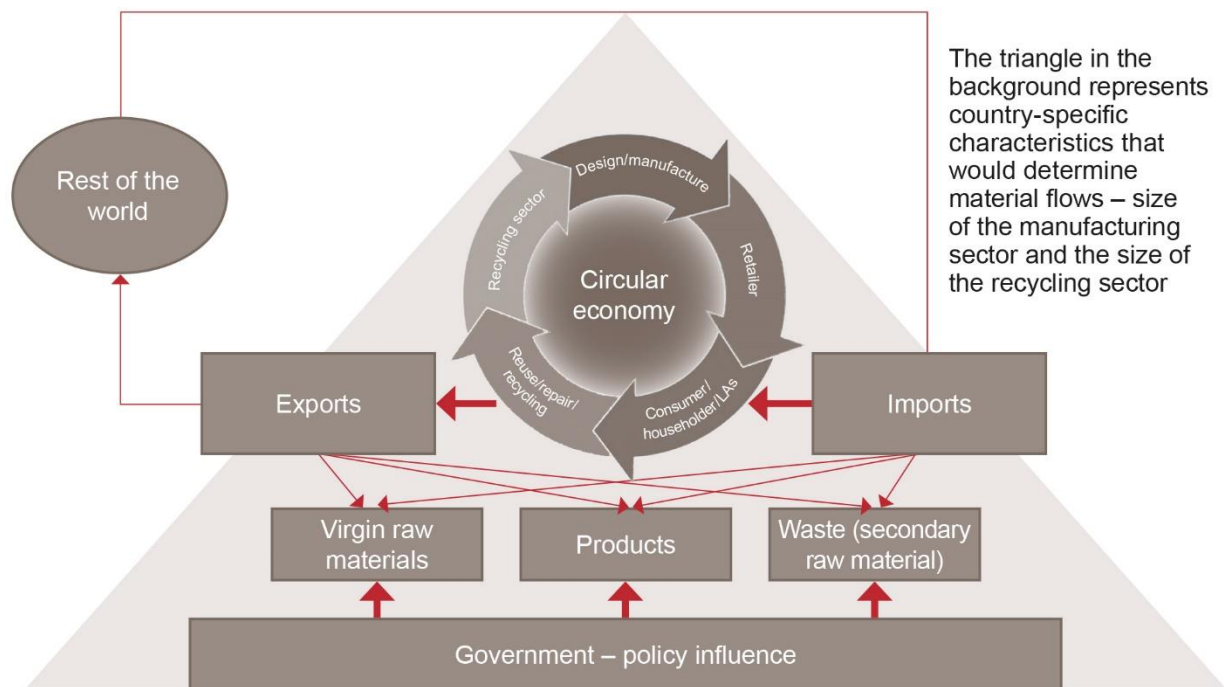 The triangle in the
background represents
country-specific
characteristics that
would determine
material flows – size
of the manufacturing
sector and the size of
the recycling sector
Rest of the
world
Design/manufacture
Retailer
Consumer/
householder/LAs
Reuse/repair/
recycling
Recycling sector
Circular
economy
Exports
Imports
Virgin raw
materials
Products
Waste (secondary
raw material)
Government – policy influence